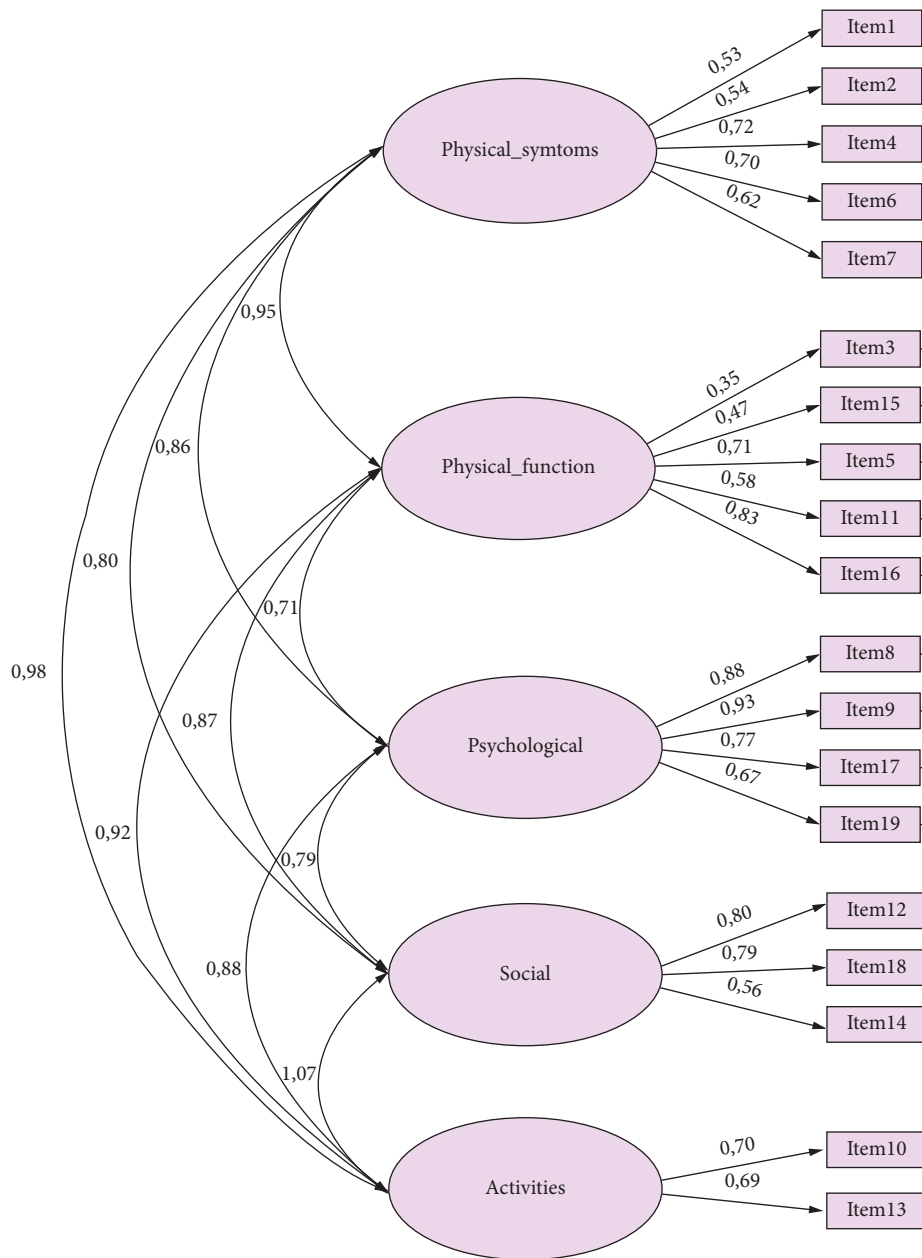 Item1
0,53
Item2
0,54
Physical_symtoms
0,72
Item4
0,70
Item6
0,62
Item7
0,95
Item3
0,35
Item15
0,47
0,86
Physical_function
0,71
Item5
0,58
Item11
0,83
0,80
Item16
0,71
Item8
0,88
0,98
0,93
Item9
0,87
Psychological
0,77
Item17
0,67
Item19
0,92
0,79
Item12
0,80
0,88
Social
0,79
Item18
0,56
Item14
1,07
Item10
0,70
Activities
0,69
Item13